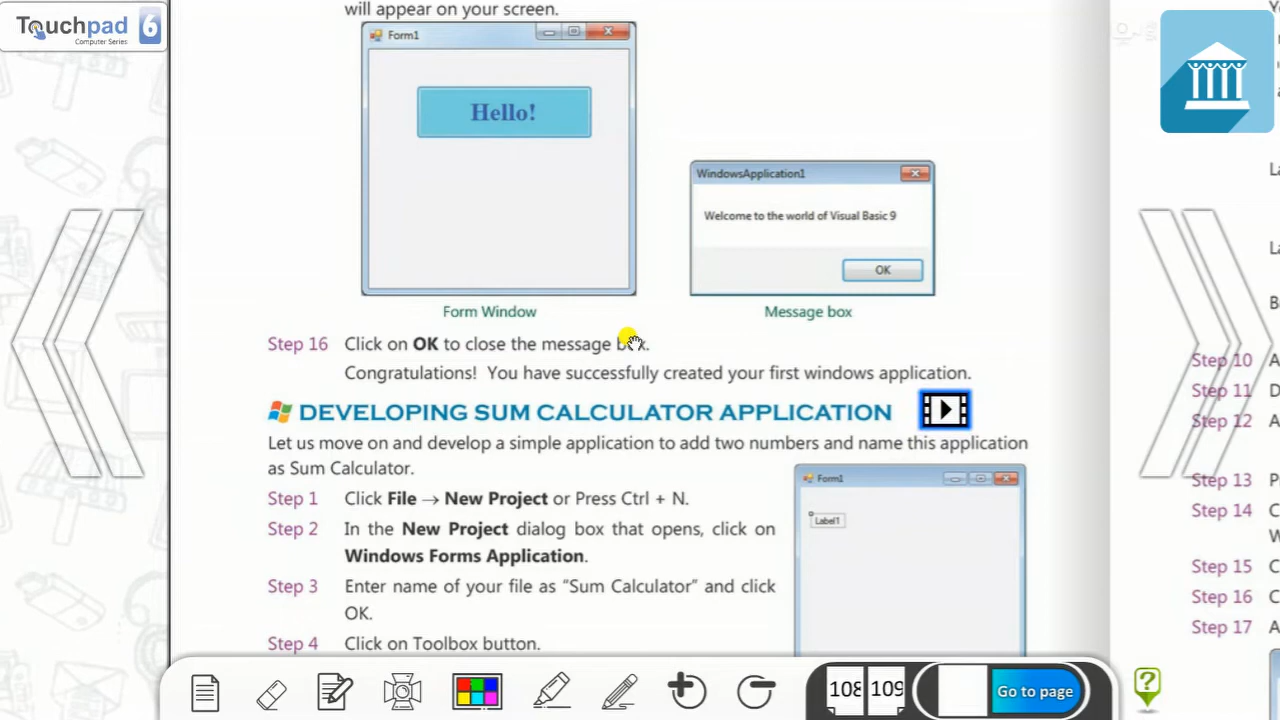 Touchpad 6
Computer Series
will appear on your screen.
Form1
Hello!
WindowsApplication1
Welcome to the world of Visual Basic 9
OK
Form Window
Message box
Step 16 Click on OK to close the message box.
Congratulations! You have successfully created your first windows application.
DEVELOPING SUM CALCULATOR APPLICATION
Let us move on and develop a simple application to add two numbers and name this application
as Sum Calculator.
Step 1 Click File → New Project or Press Ctrl + N.
Step 2 In the New Project dialog box that opens, click on
Windows Forms Application.
Step 3 Enter name of your file as “Sum Calculator” and click
OK.
Step 4 Click on Toolbox button.
Form1
Label1
Step 10
Step 11
Step 12
Step 13
Step 14
Step 15
Step 16
Step 17
108 109
Go to page